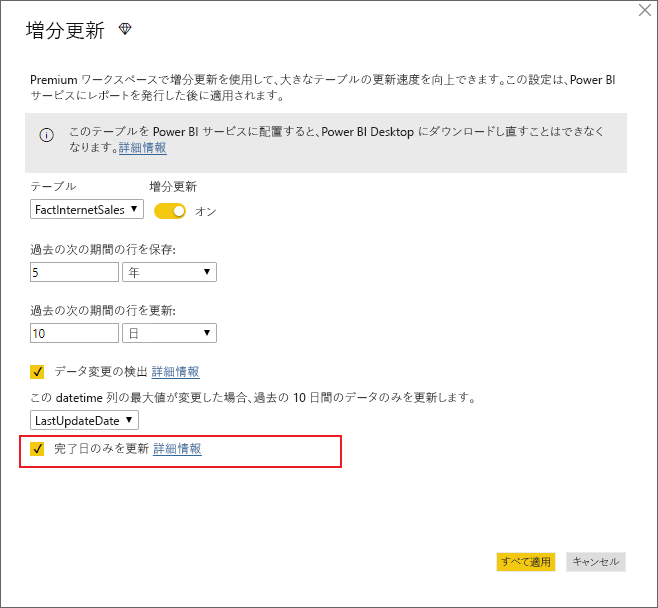 増分更新
Premium ワークスペースで増分更新を使用して、大きなテーブルの更新速度を向上できます。この設定は、Power BI
サービスにレポートを発行した後に適用されます。
このテーブルを Power BI サービスに配置すると、Power BI Desktop にダウンロードし直すことはできなく
なります。詳細情報
テーブル 増分更新
FactInternetSales オン
過去の次の期間の行を保存:
5 年
過去の次の期間の行を更新:
10 日
データ変更の検出 詳細情報
この datetime 列の最大値が変更した場合、過去の 10 日間のデータのみを更新します。
LastUpdateDate
完了日のみを更新 詳細情報
すべて適用 キャンセル